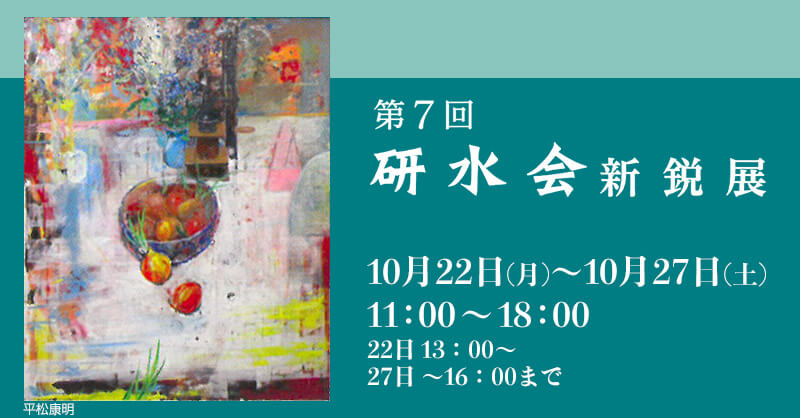 第7回
研水会新鋭展
10月22日(月)～10月27日(土)
11：00～18：00
22日 13：00～
27日 ～16：00まで
平松康明